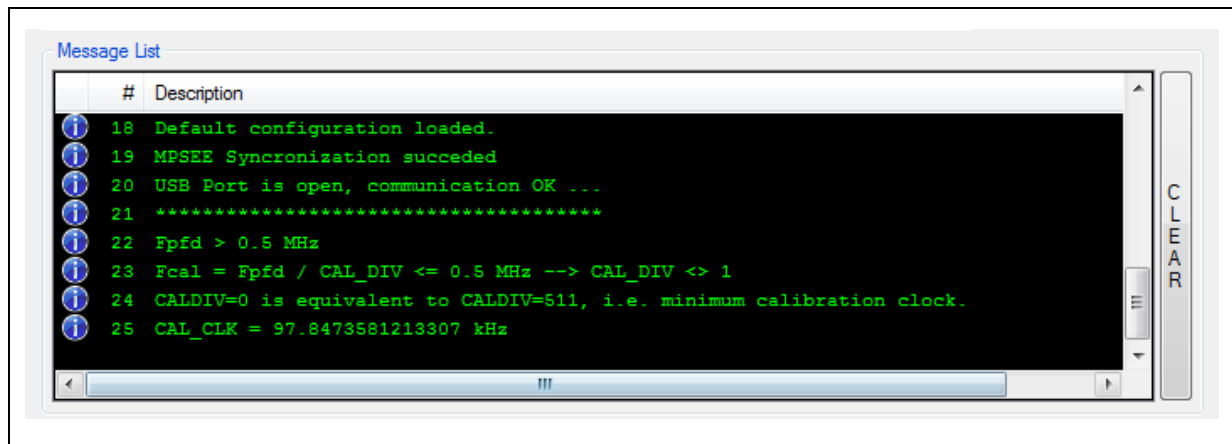 Message List
# Description
18 Default configuration loaded.
19 MPSEE Syncronization succeded
20 USB Port is open, communication OK ...
21 **************************************
22 Fpfd > 0.5 MHz
23 Fcal = Fpfd / CAL_DIV <= 0.5 MHz --> CAL_DIV <> 1
24 CALDIV=0 is equivalent to CALDIV=511, i.e. minimum calibration clock.
25 CAL_CLK = 97.8473581213307 kHz
CLEAR